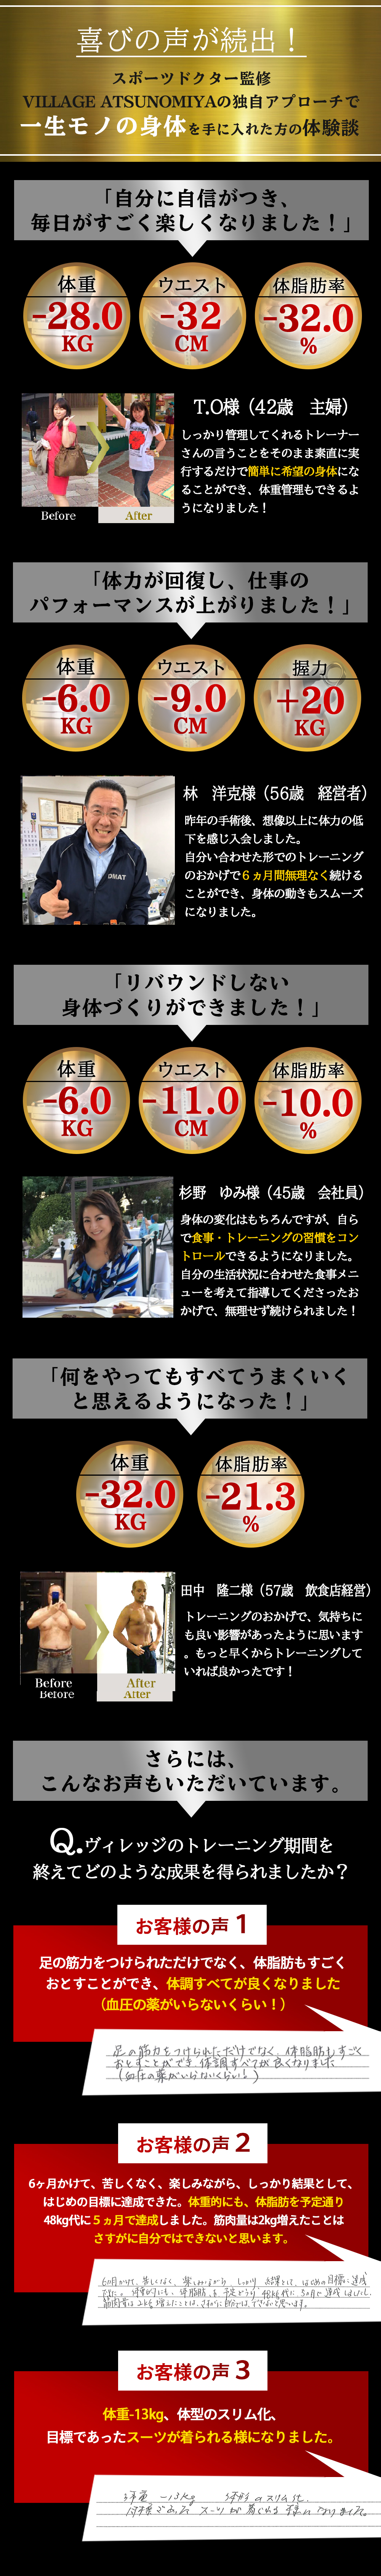 喜びの声が続出！
スポーツドクター監修
VILLAGE ATSUNOMIYAの独自アプローチで
一生モノの身体を手に入れた方の体験談
「自分に自信がつき、
毎日がすごく楽しくなりました！」
体重 ウエスト 体脂肪率
-28.0 -32 -32.0
KG CM %
T.O様（42歳　主婦）
しっかり管理してくれるトレーナー
さんの言うことをそのまま素直に実
行するだけで簡単に希望の身体にな
ることができ、体重管理もできるよ
うになりました！
Before After
「体力が回復し、仕事の
パフォーマンスが上がりました！」
体重 ウエスト 握力
-6.0 -9.0 +20
KG CM KG
林　洋克様（56歳　経営者）
昨年の手術後、想像以上に体力の低
下を感じ入会しました。
自分い合わせた形でのトレーニング
のおかげで６ヵ月間無理なく続ける
ことができ、身体の動きもスムーズ
になりました。
DMAT
「リバウンドしない
身体づくりができました！」
体重 ウエスト 体脂肪率
-6.0 -11.0 -10.0
KG CM %
杉野　ゆみ様（45歳　会社員）
身体の変化はもちろんですが、自ら
で食事・トレーニングの習慣をコン
トロールできるようになりました。
自分の生活状況に合わせた食事メニ
ューを考えて指導してくださったお
かげで、無理せず続けられました！
「何をやってもすべてうまくいく
と思えるようになった！」
体重 体脂肪率
-32.0 -21.3
KG %
田中　隆二様（57歳　飲食店経営）
トレーニングのおかげで、気持ちに
も良い影響があったように思います
。もっと早くからトレーニングして
いれば良かったです！
Before After
Before After
さらには、
こんなお声もいただいています。
Q.ヴィレッジのトレーニング期間を
終えてどのような成果を得られましたか？
お客様の声 1
足の筋力をつけられただけでなく、体脂肪もすごく
おとすことができ、体調すべてが良くなりました
（血圧の薬がいらないくらい！）
足の筋力をつけられただけでなく、体脂肪もすごく
おとすことができ、体調すべてが良くなりました
（血圧の薬がいらないくらい！）
お客様の声 2
6ヶ月かけて、苦しくなく、楽しみながら、しっかり結果として、
はじめの目標に達成できた。体重的にも、体脂肪を予定通り
48kg代に５ヵ月で達成しました。筋肉量は2kg増えたことは
さすがに自分ではできないと思います。
お客様の声 3
体重-13kg、体型のスリム化、
目標であったスーツが着られる様になりました。
体重 -13kg。 体形のスリム化、
目標であったスーツが着られる様になりました。